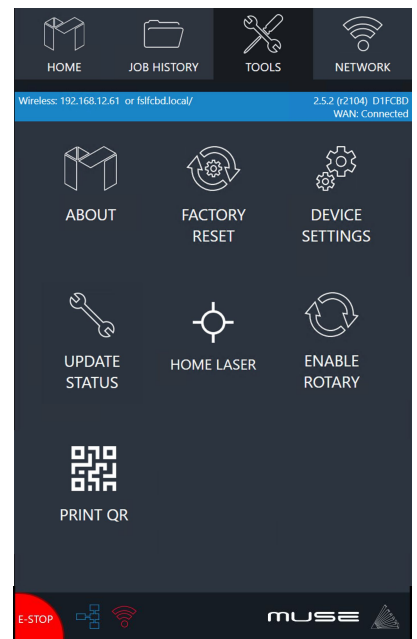 HOME JOB HISTORY TOOLS NETWORK
Wireless: 192.168.12.61 or fslfcbd.local/ 2.5.2 (r2104) D1FCBD
WAN: Connected
ABOUT
FACTORY
RESET
DEVICE
SETTINGS
UPDATE
STATUS
HOME LASER
ENABLE
ROTARY
PRINT QR
E-STOP
muse